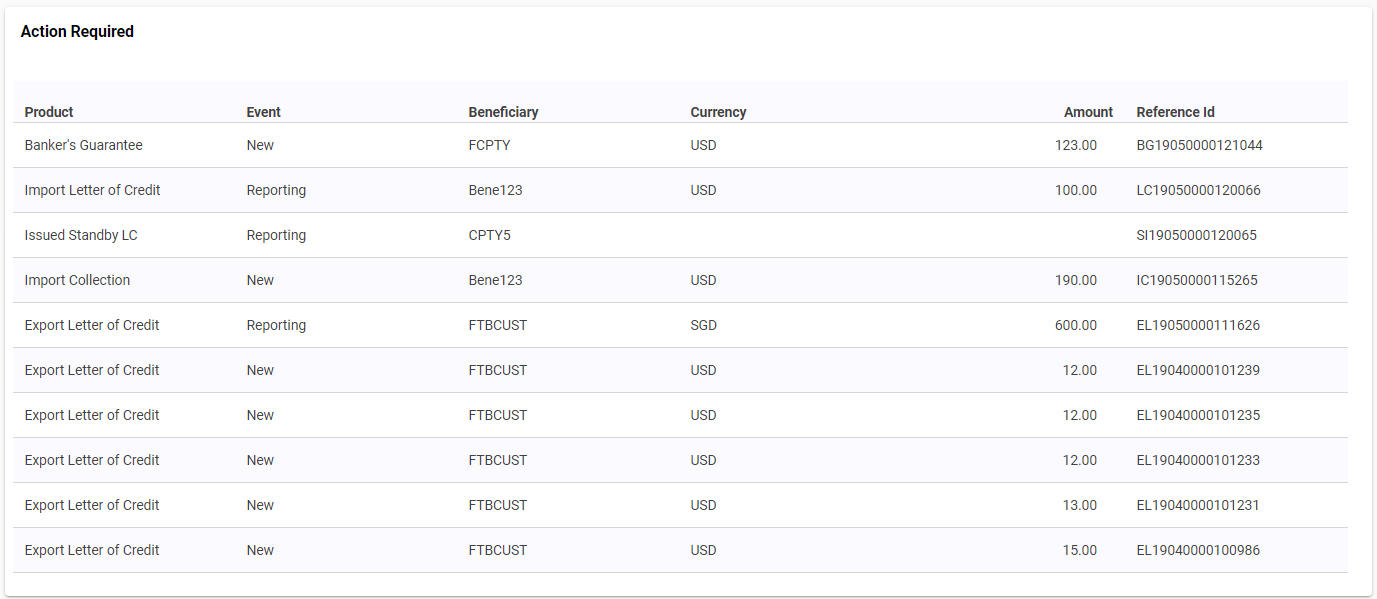 Action Required
Product Event Beneficiary Currency Amount Reference Id
Banker's Guarantee New FCPTY USD 123.00 BG19050000121044
Import Letter of Credit Reporting Bene123 USD 100.00 LC19050000120066
Issued Standby LC Reporting CPTY5 SI19050000120065
Import Collection New Bene123 USD 190.00 IC19050000115265
Export Letter of Credit Reporting FTBCUST SGD 600.00 EL19050000111626
Export Letter of Credit New FTBCUST USD 12.00 EL19040000101239
Export Letter of Credit New FTBCUST USD 12.00 EL19040000101235
Export Letter of Credit New FTBCUST USD 12.00 EL19040000101233
Export Letter of Credit New FTBCUST USD 13.00 EL19040000101231
Export Letter of Credit New FTBCUST USD 15.00 EL19040000100986